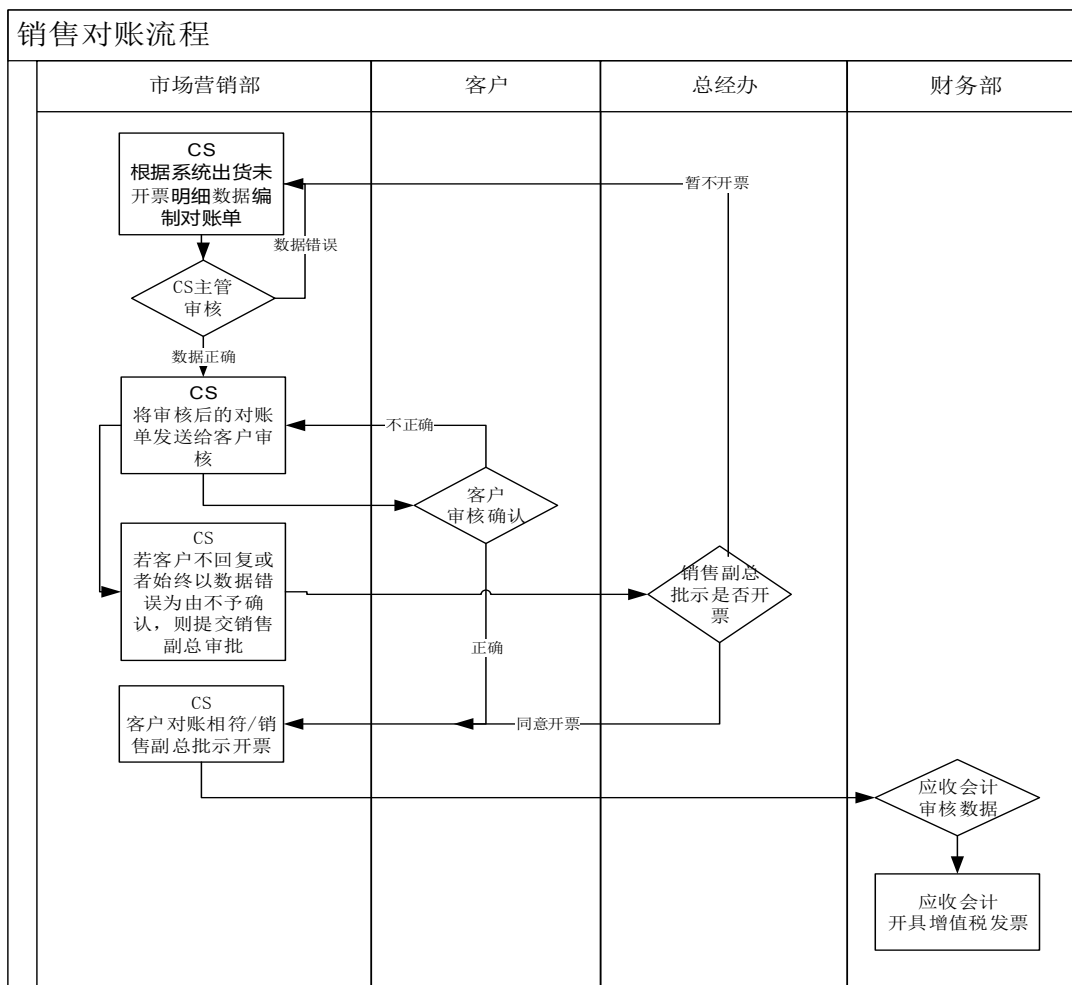 销售对账流程
市场营销部
客户
总经办
财务部
CS
根据系统出货未
开票明细数据编
制对账单
暂不开票
数据错误
CS主管
审核
数据正确
CS
将审核后的对账
单发送给客户审
核
不正确
客户
审核确认
CS
若客户不回复或
者始终以数据错
误为由不予确
认，则提交销售
副总审批
销售副总
批示是否开
票
正确
CS
客户对账相符/销
售副总批示开票
同意开票
应收会计
审核数据
应收会计
开具增值税发票